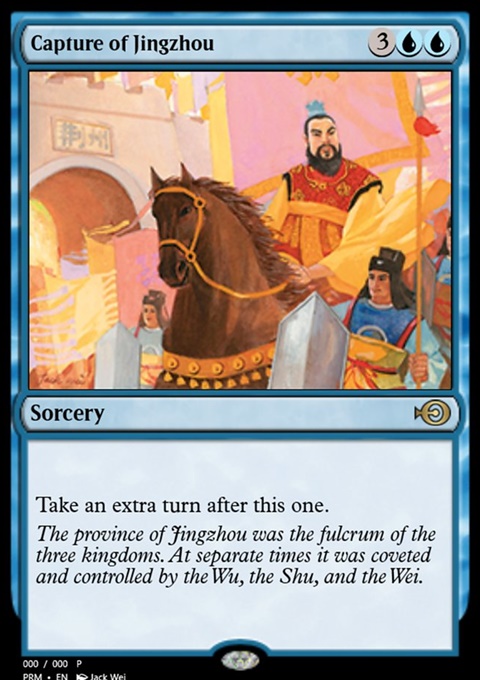 Capture of Jingzhou
3
荆州
Sorcery
Take an extra turn after this one.
The province of Jingzhou was the fulcrum of the
three kingdoms. At separate times it was coveted
and controlled by the Wu, the Shu, and the Wei.
000 / 000 P
PRM • EN Jack Wei